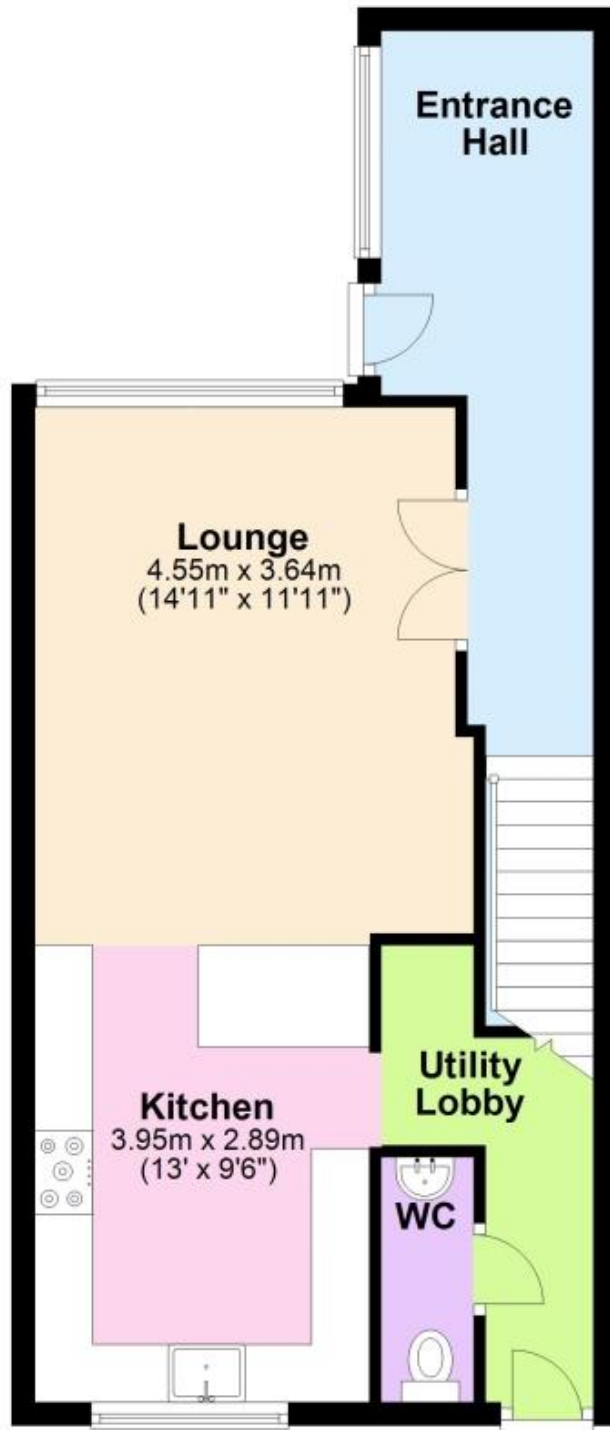 Entrance
Hall
Lounge
4.55m x 3.64m
(14'11" x 11'11")
Utility
Lobby
Kitchen
3.95m x 2.89m
(13' x 9'6")
WC